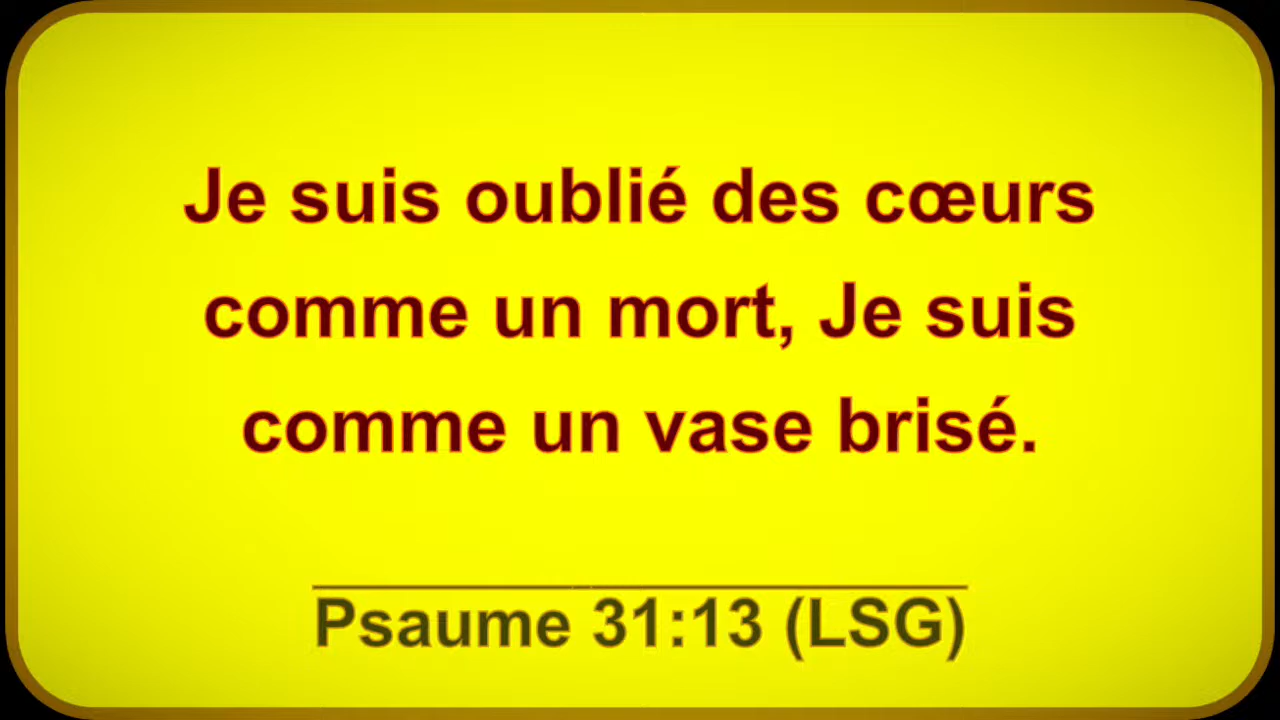 Je suis oublié des cœurs
comme un mort, Je suis
comme un vase brisé.
Psaume 31:13 (LSG)